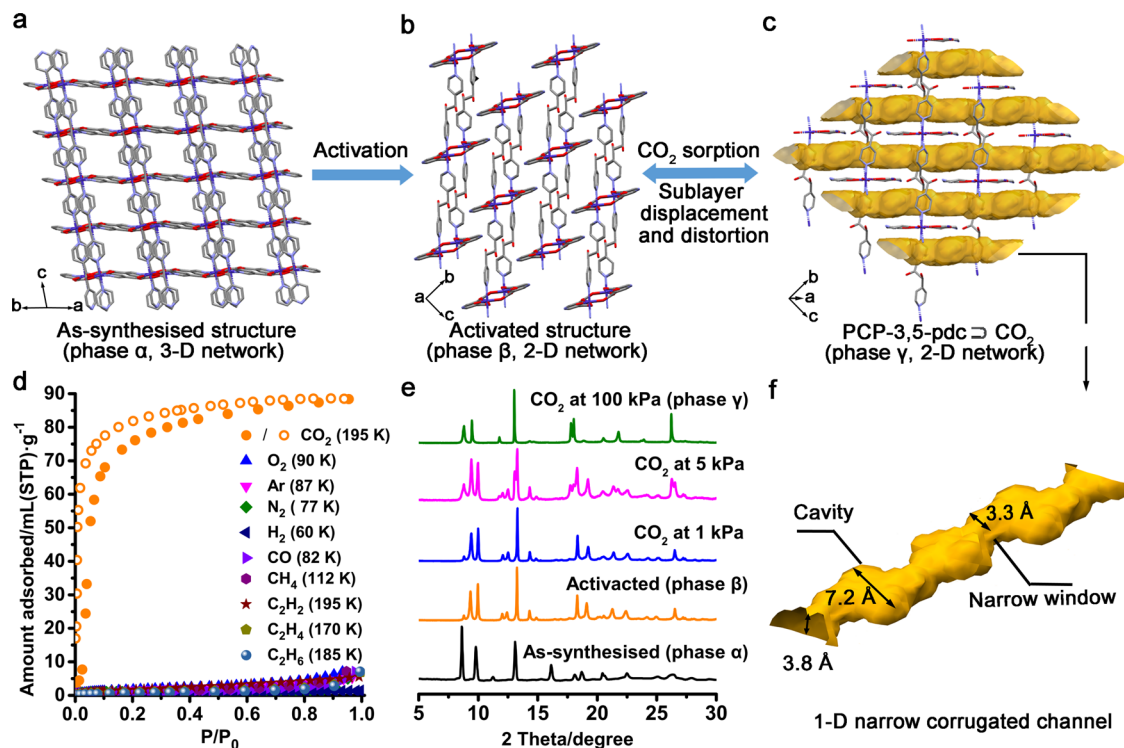 a
c
b
a
As-synthesised structure
(phase α, 3-D network)
Activation
b
b
a
c
Activated structure
(phase β, 2-D network)
CO2 sorption
Sublayer
displacement
and distortion
c
b
a
c
PCP-3,5-pdc ⊃ CO2
(phase γ, 2-D network)
d
Amount adsorbed/mL(STP)·g-1
90
80
70
60
50
40
30
20
10
0
0.0 0.2 0.4 0.6 0.8 1.0
P/P0
/ CO2 (195 K)
O2 (90 K)
Ar (87 K)
N2 ( 77 K)
H2 (60 K)
CO (82 K)
CH4 (112 K)
C2H2 (195 K)
C2H4 (170 K)
C2H6 (185 K)
e
CO2 at 100 kPa (phase γ)
CO2 at 5 kPa
CO2 at 1 kPa
Activacted (phase β)
As-synthesised (phase α)
5 10 15 20 25 30
2 Theta/degree
f
3.3 Å
Cavity
7.2 Å
Narrow window
3.8 Å
1-D narrow corrugated channel